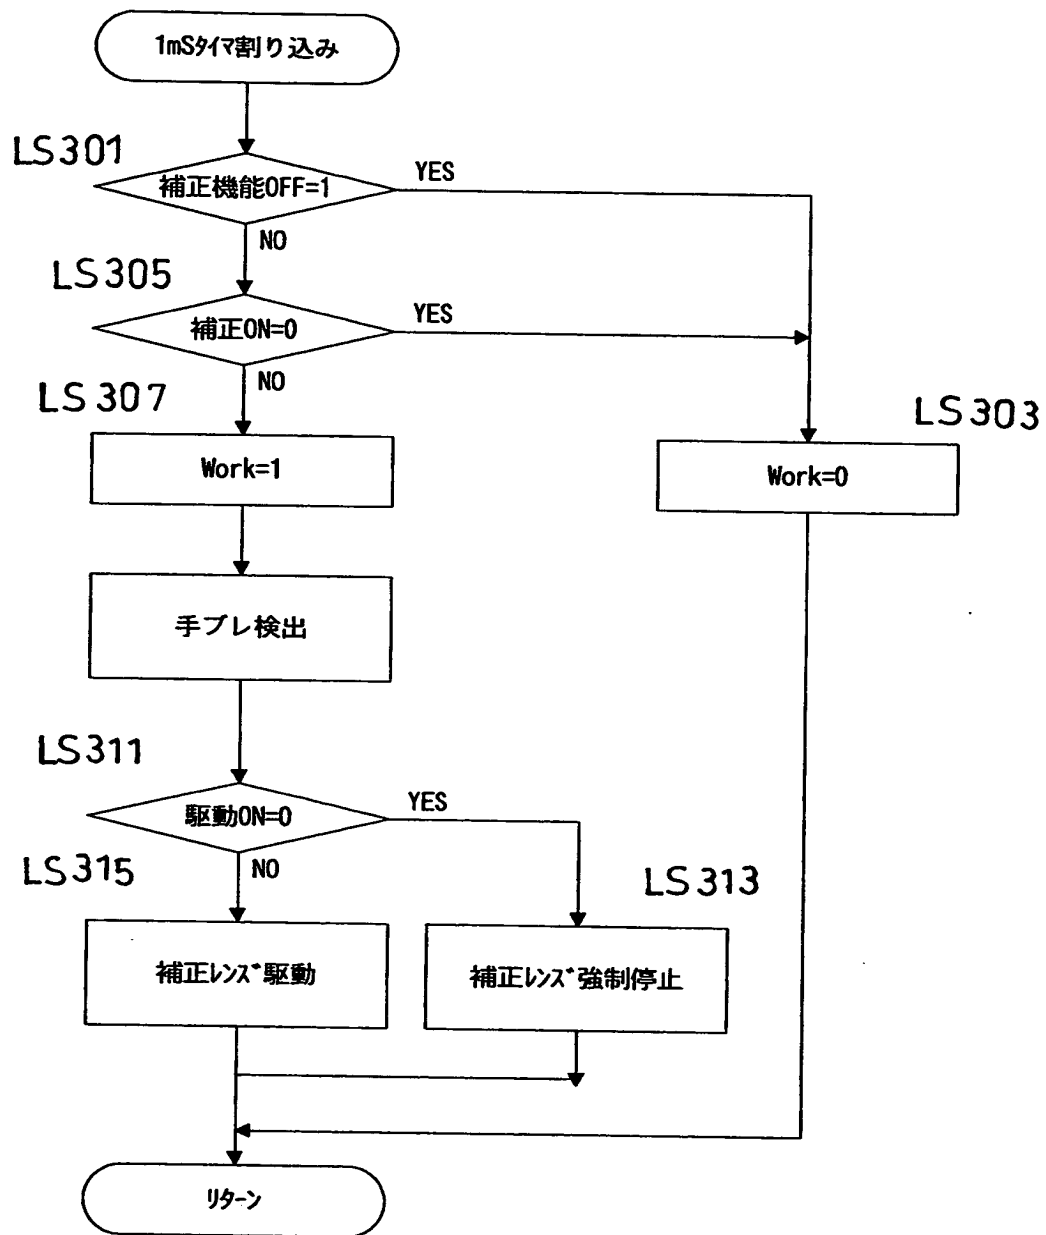 1mSﾀｲﾏ割り込み
LS301
補正機能OFF=1
YES
NO
LS305
補正ON=0
YES
NO
LS307
LS303
Work=1
Work=0
手ブレ検出
LS311
駆動ON=0
YES
NO
LS315
LS313
補正ﾚﾝｽﾞ駆動
補正ﾚﾝｽﾞ強制停止
ﾘﾀｰﾝ